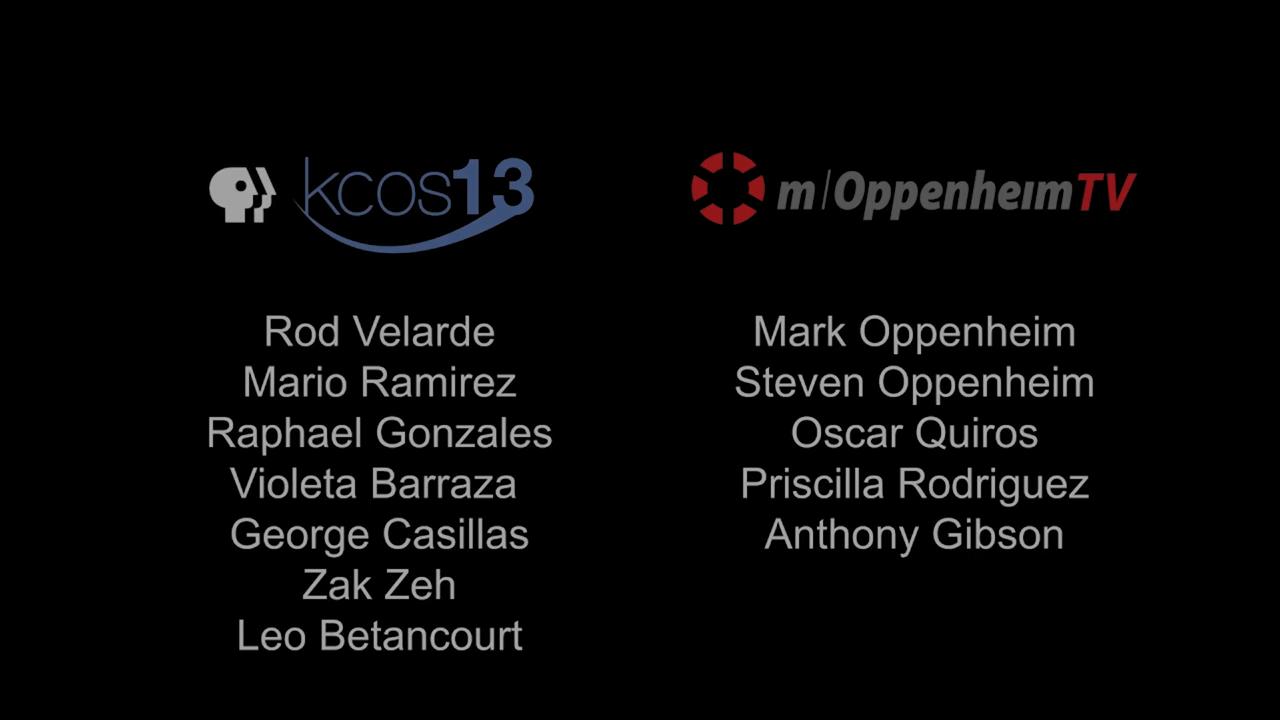 kcos13
Rod Velarde
Mario Ramirez
Raphael Gonzales
Violeta Barraza
George Casillas
Zak Zeh
Leo Betancourt
m/OppenheimTV
Mark Oppenheim
Steven Oppenheim
Oscar Quiros
Priscilla Rodriguez
Anthony Gibson